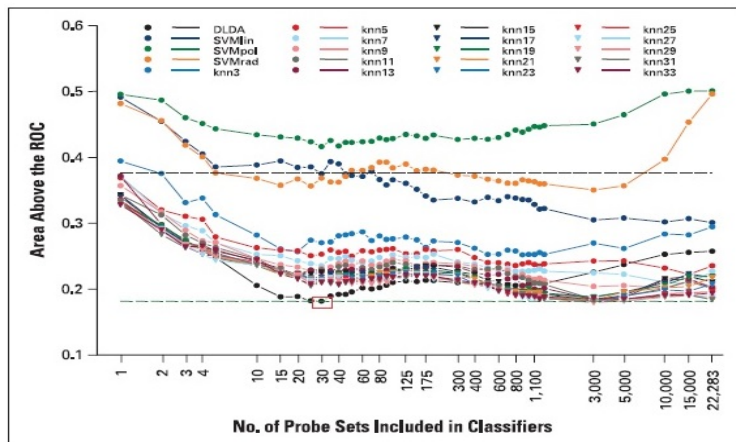 DLDA
SVMlin
SVMpol
SVMrad
knn3
knn5
knn7
knn9
knn11
knn13
knn15
knn17
knn19
knn21
knn23
knn25
knn27
knn29
knn31
knn33
0.6
0.5
0.4
0.3
0.2
0.1
Area Above the ROC
1 2 3 4 10 15 20 30 40 60 80 125 175 300 400 600 800 1,100 3,000 5,000 10,000 15,000 22,283
No. of Probe Sets Included in Classifiers